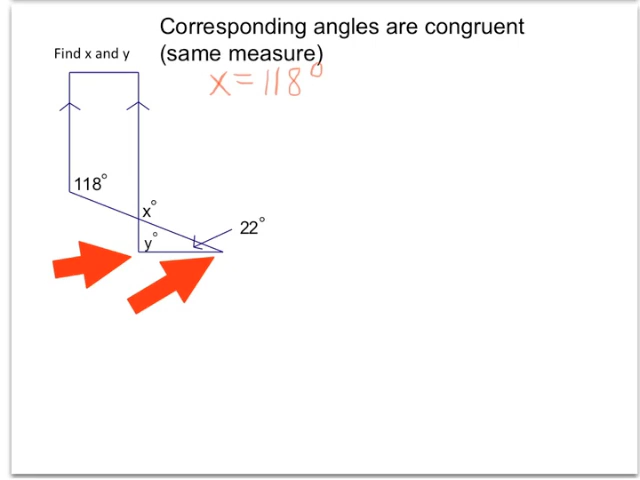 Corresponding angles are congruent
Find x and y
(same measure)
x=118°
118°
x°
22°
y°